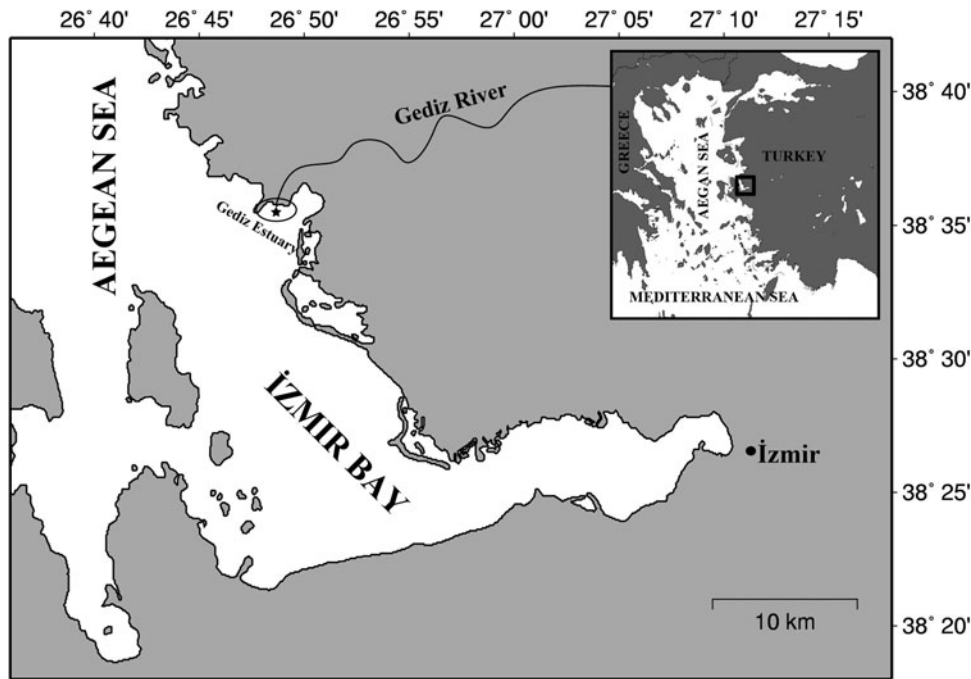 26° 40'
26° 45'
26° 50'
26° 55'
27° 00'
27° 05'
27° 10'
27° 15'
38° 40'
38° 35'
38° 30'
38° 25'
38° 20'
AEGEAN SEA
Gediz River
Gediz Estuary
İZMIR BAY
İzmir
10 km
GREECE
AEGAN SEA
TURKEY
MEDITERRANEAN SEA